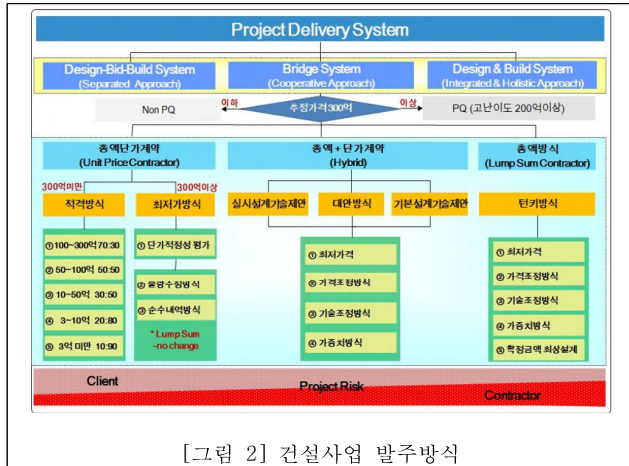 Project Delivery System
Design-Bid-Build System
(Separated Approach)
Bridge System
(Cooperative Approach)
Design & Build System
(Integrated & Holistic Approach)
Non PQ
이하
추정가격300억
이상
PQ (고난이도 200억이상)
총액단가계약
(Unit Price Contractor)
총액 + 단가계약
(Hybrid)
총액방식
(Lump Sum Contractor)
300억미만
300억이상
적격방식
최저가방식
실시설계기술제안
대안방식
기본설계기술제안
턴키방식
①100~300억 70:30
② 50~100억 50:50
③ 10~50억 30:50
④ 3~10억 20:80
⑤ 3억 미만 10:90
① 단가적정성 평가
② 물량수정방식
③ 순수내역방식
* Lump Sum
-no change
① 최저가격
② 가격조정방식
③ 기술조정방식
④ 가중치방식
① 최저가격
② 가격조정방식
③ 기술조정방식
④ 가중치방식
⑤ 확정금액 최상설계
Client
Project Risk
Contractor
[그림 2] 건설사업 발주방식